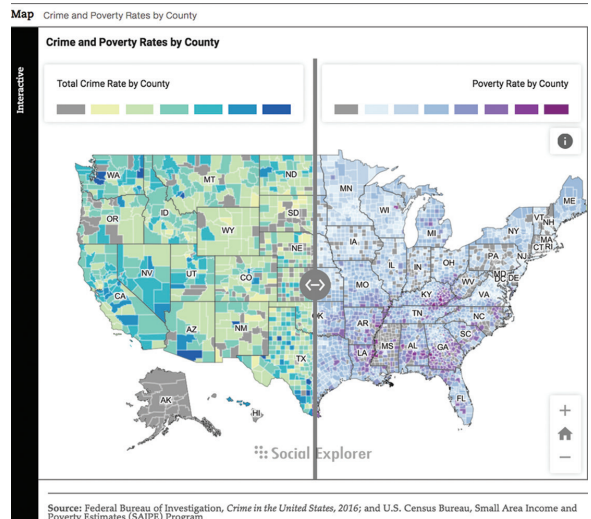 Map Crime and Poverty Rates by County
Interactive
Crime and Poverty Rates by County
Total Crime Rate by County
Poverty Rate by County
WA
MT
ND
MN
ME
OR
ID
SD
WI
VT
NH
WY
MI
NY
MA
CT RI
NE
IA
PA
NJ
NV
UT
CO
IL
IN
OH
MD
DC DE
CA
MO
WV
VA
KY
AZ
NM
OK
AR
TN
NC
SC
TX
LA
MS
AL
GA
FL
AK
HI
Social Explorer
Source: Federal Bureau of Investigation, Crime in the United States, 2016; and U.S. Census Bureau, Small Area Income and
Poverty Estimates (SAIPE) Program